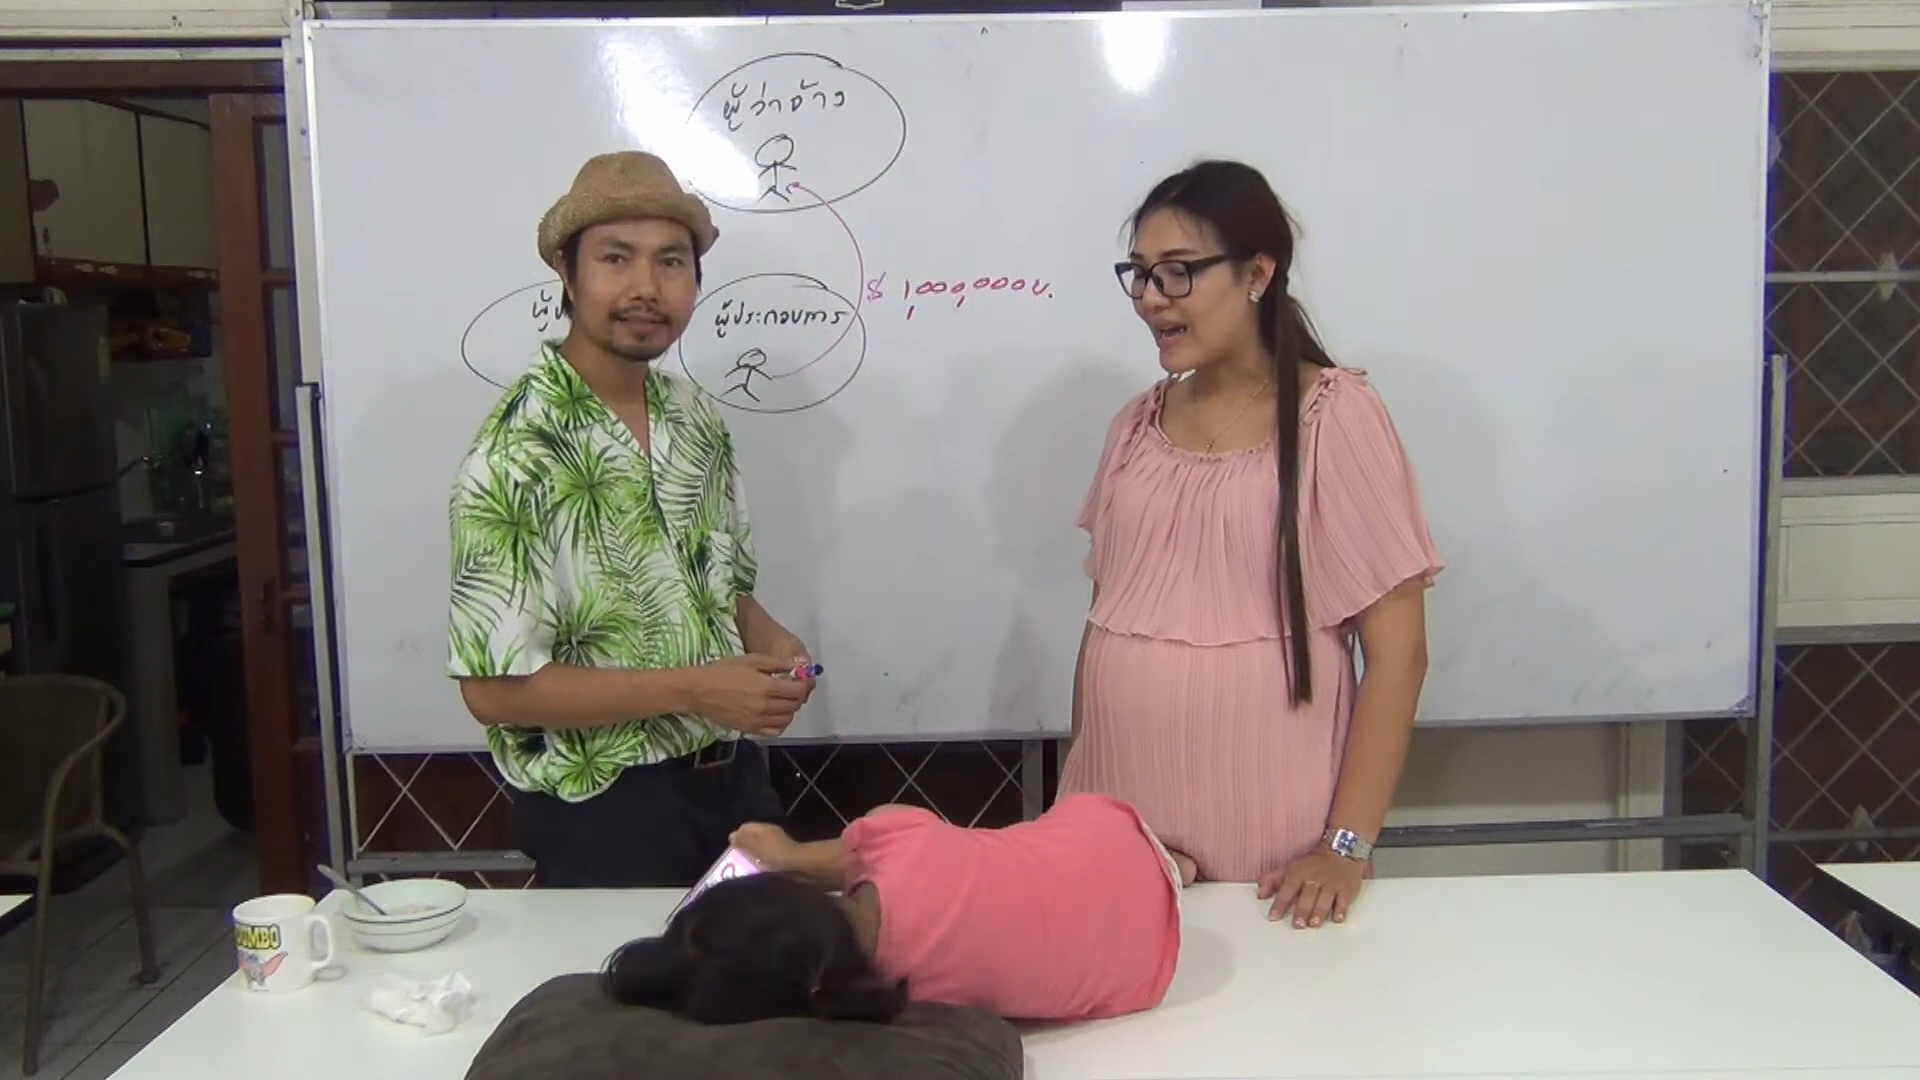 ผู้ว่าจ้าง
ผู้ประกอบการ
$ 1,000,000 บ.